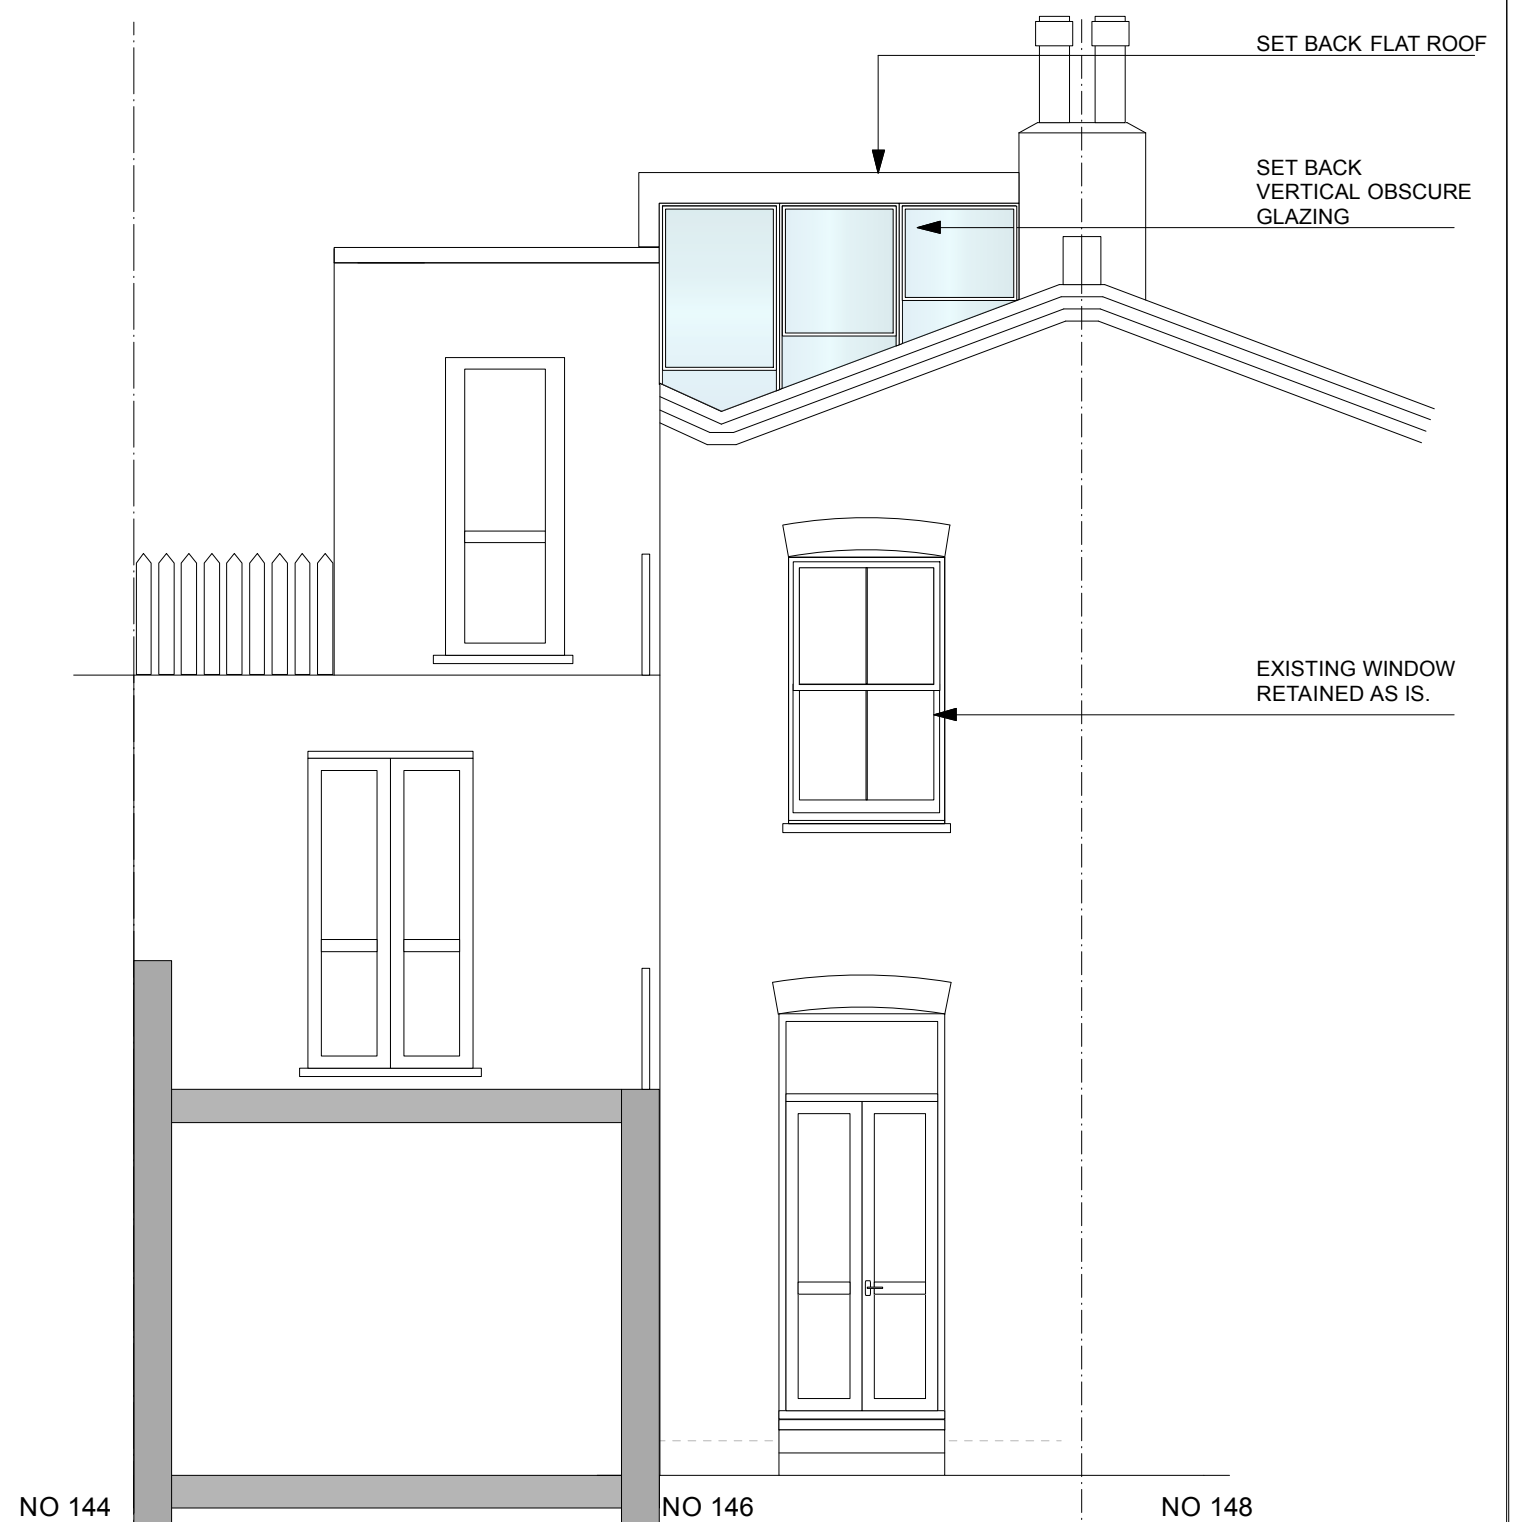 SET BACK FLAT ROOF
SET BACK
VERTICAL OBSCURE
GLAZING
EXISTING WINDOW
RETAINED AS IS.
NO 144
NO 146
NO 148